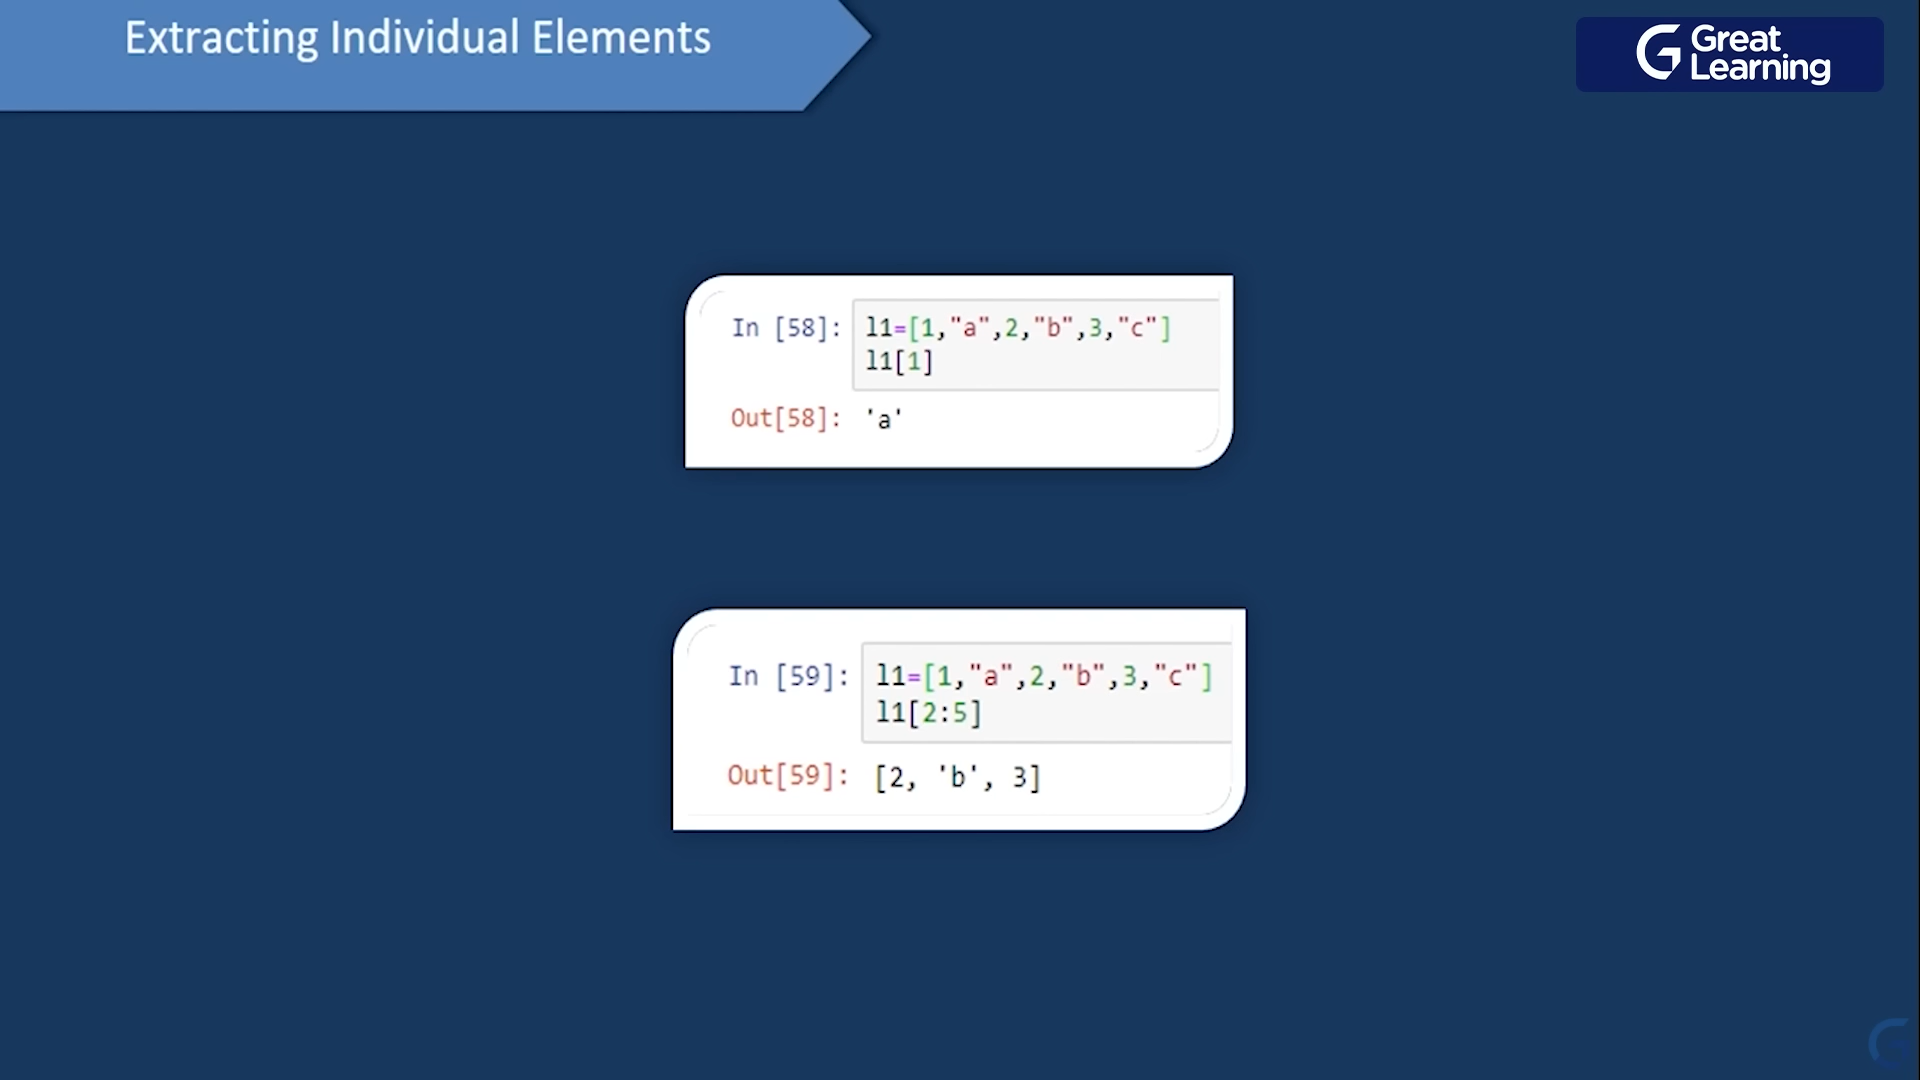 Extracting Individual Elements
Great
Learning
In [58]: l1=[1,"a",2,"b",3,"c"]
l1[1]
Out[58]: 'a'
In [59]: l1=[1,"a",2,"b",3,"c"]
l1[2:5]
Out[59]: [2, 'b', 3]